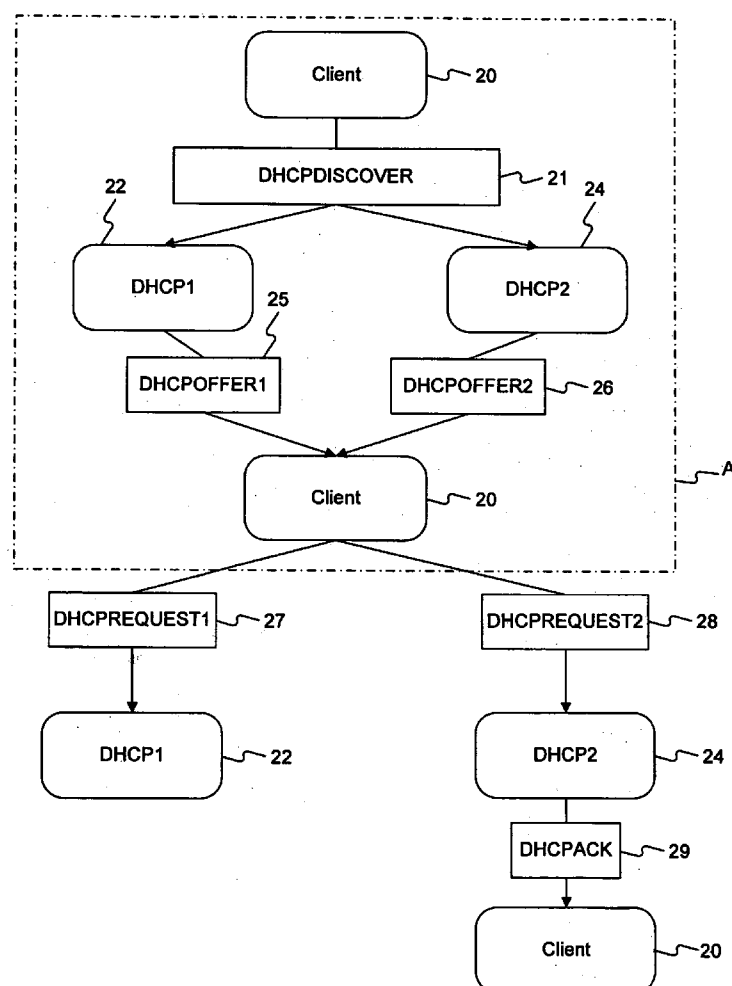 Client
20
DHCPDISCOVER
21
22
24
DHCP1
DHCP2
25
DHCPOFFER1
DHCPOFFER2
26
Client
20
A
DHCPREQUEST1
27
DHCPREQUEST2
28
DHCP1
22
DHCP2
24
DHCPACK
29
Client
20